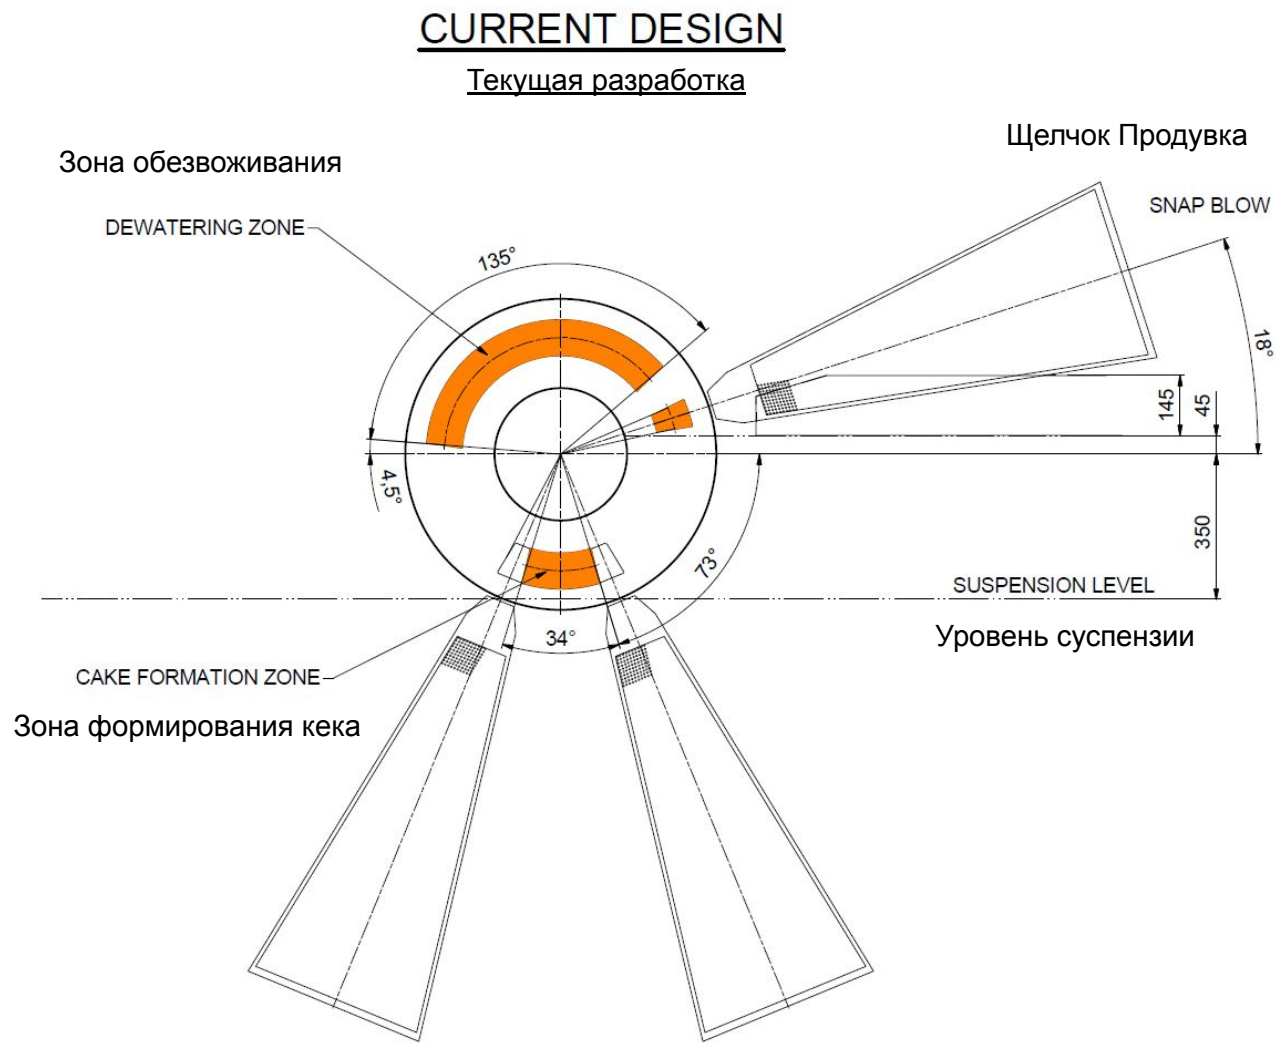 CURRENT DESIGN
Текущая разработка
Щелчок Продувка
Зона обезвоживания
SNAP BLOW
DEWATERING ZONE
135°
18°
145
45
4,5°
350
73°
SUSPENSION LEVEL
Уровень суспензии
34°
CAKE FORMATION ZONE
Зона формирования кека